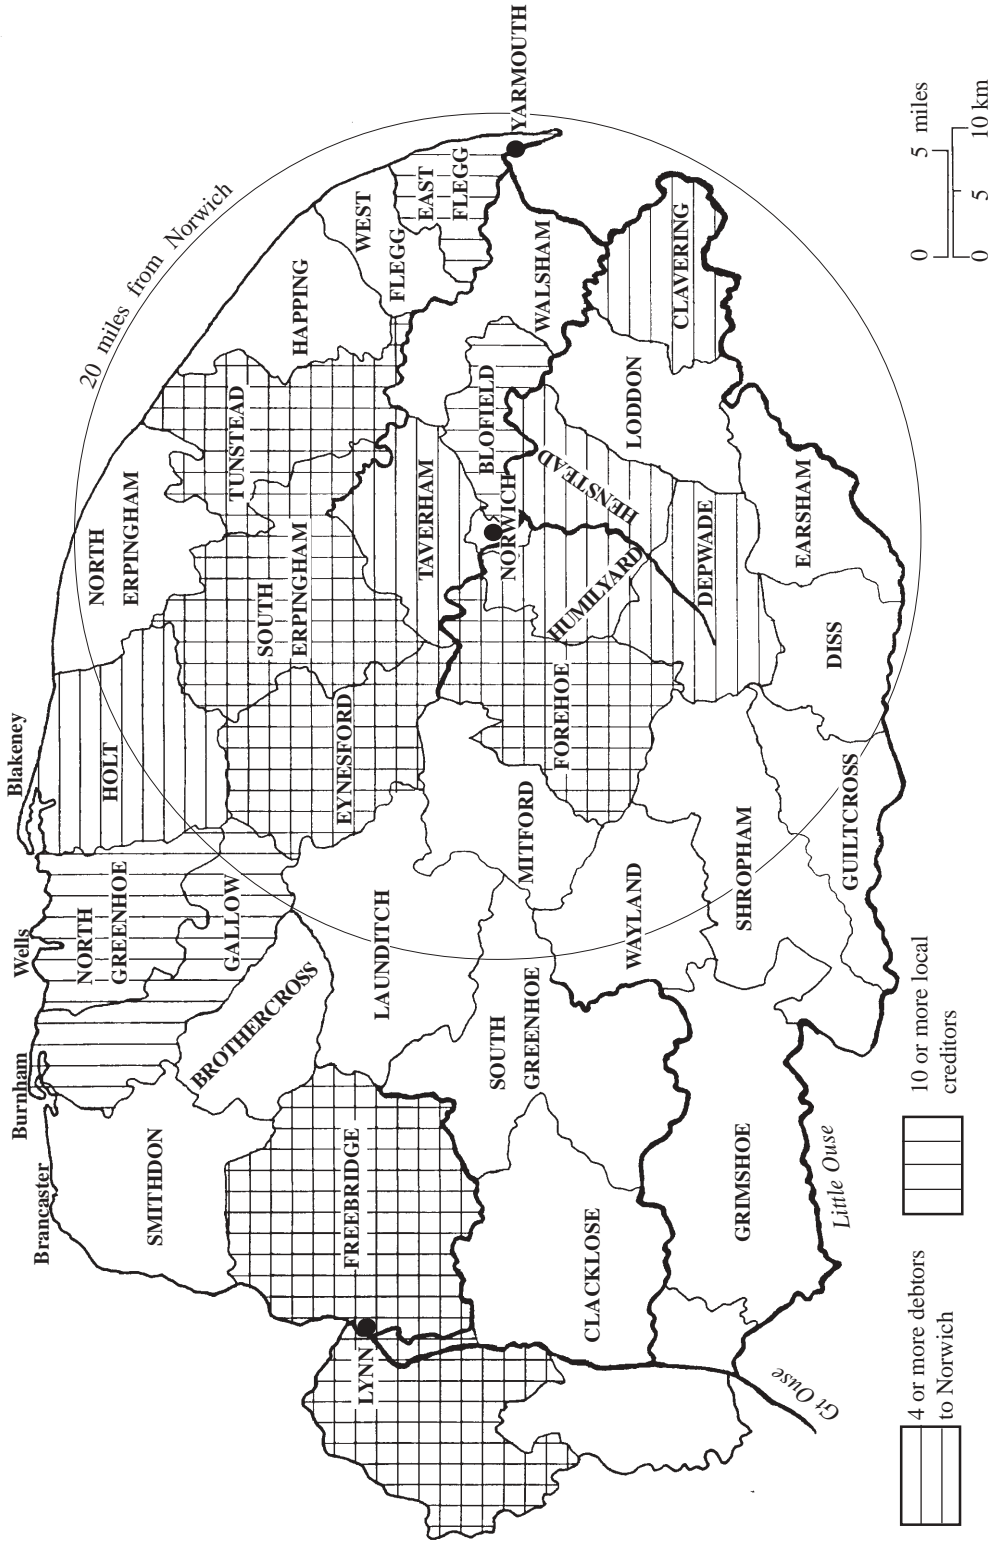 Brancaster
Burnham
Wells
Blakeney
20 miles from Norwich
SMITHDON
NORTH
GREENHOE
HOLT
NORTH
ERPINGHAM
BROTHERCROSS
GALLOW
SOUTH
ERPINGHAM
TUNSTEAD
HAPPING
FREEBRIDGE
LYNN
LAUNDITCH
EYNESFORD
TAVERHAM
WEST
FLEGG
EAST
FLEGG
YARMOUTH
SOUTH
GREENHOE
MITFORD
FOREHOE
NORWICH
BLOFIELD
WALSHAM
CLACKLOSE
WAYLAND
HUMILYARD
HENSTEAD
LODDON
CLAVERING
GRIMSHOE
SHROPHAM
DEPWADE
GUILTCROSS
DISS
EARSHAM
Gt Ouse
Little Ouse
4 or more debtors
to Norwich
10 or more local
creditors
0 5 miles
0 5 10 km